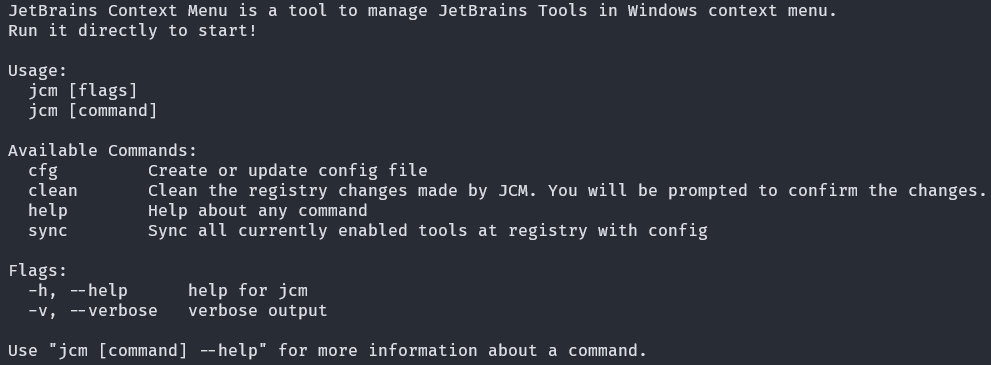 JetBrains Context Menu is a tool to manage JetBrains Tools in Windows context menu.
Run it directly to start!

Usage:
  jcm [flags]
  jcm [command]

Available Commands:
  cfg         Create or update config file
  clean       Clean the registry changes made by JCM. You will be prompted to confirm the changes.
  help        Help about any command
  sync        Sync all currently enabled tools at registry with config

Flags:
  -h, --help      help for jcm
  -v, --verbose   verbose output

Use "jcm [command] --help" for more information about a command.